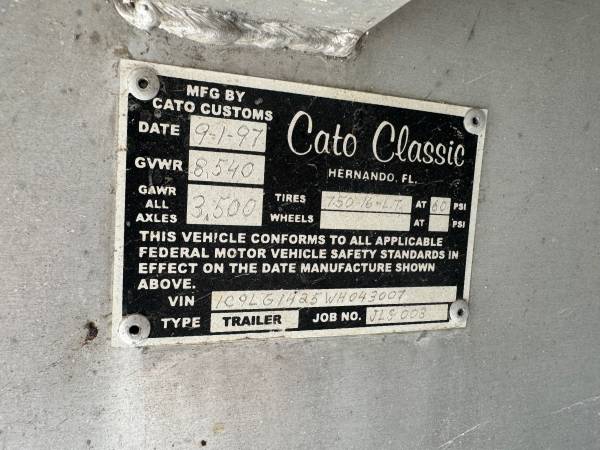 MFG BY
CATO CUSTOMS
DATE 9-1-97
Cato Classic
HERNANDO, FL.
GVWR 8,540
GAWR
ALL
AXLES 3,500
TIRES 750-16-LT AT 60 PSI
WHEELS AT PSI
THIS VEHICLE CONFORMS TO ALL APPLICABLE
FEDERAL MOTOR VEHICLE SAFETY STANDARDS IN
EFFECT ON THE DATE MANUFACTURE SHOWN
ABOVE.
VIN 1C9LG1425WH043007
TYPE TRAILER JOB NO. JLS 003